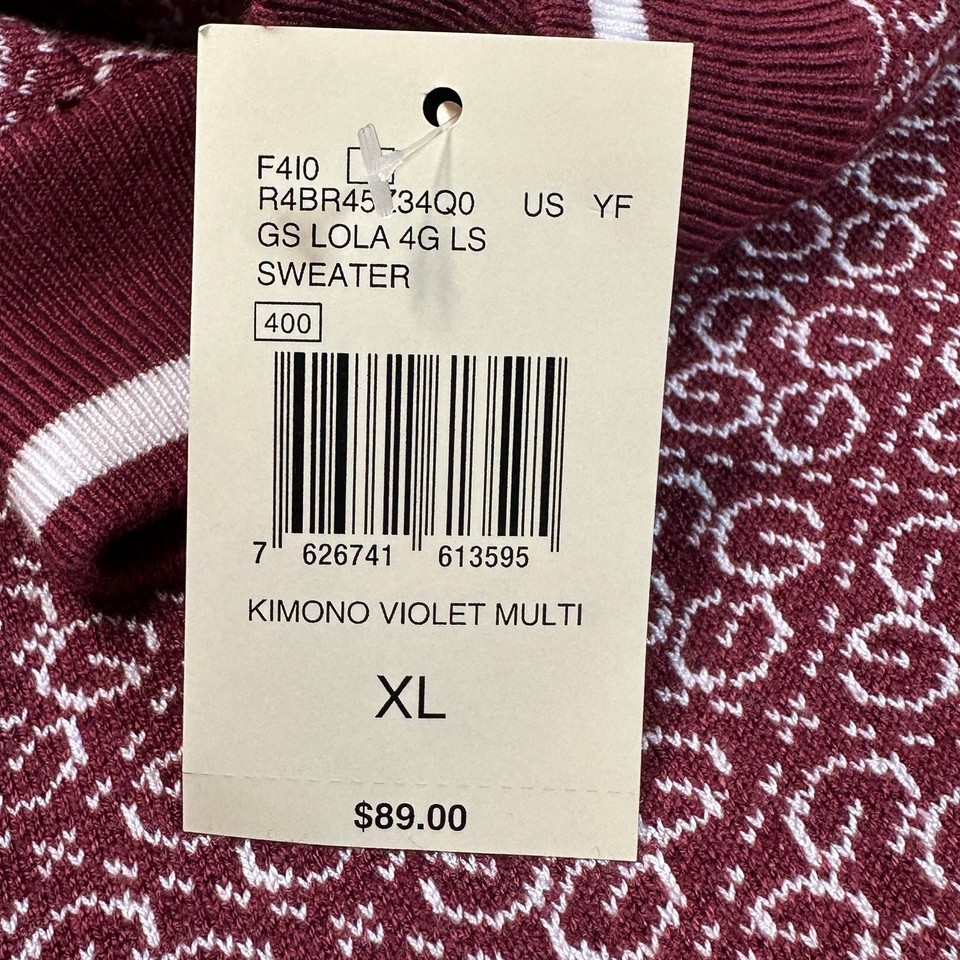 F4I0
US YF
GS LOLA 4G LS
SWEATER
400
7 626741 613595
KIMONO VIOLET MULTI
XL
$89.00